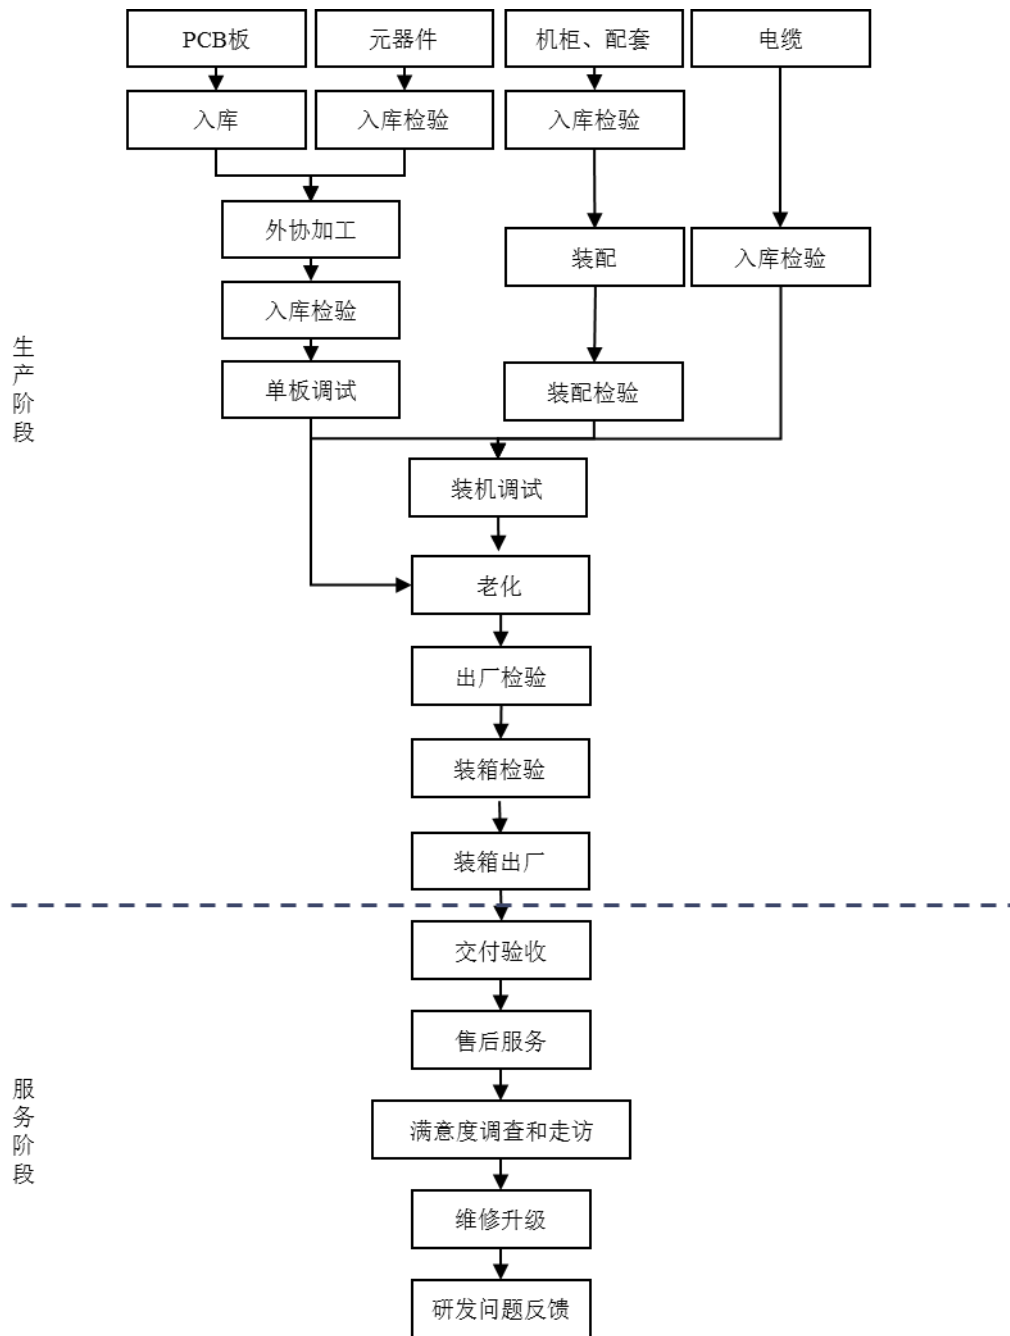 PCB板
元器件
机柜、配套
电缆
入库
入库检验
入库检验
外协加工
装配
入库检验
入库检验
单板调试
装配检验
生产阶段
装机调试
老化
出厂检验
装箱检验
装箱出厂
交付验收
售后服务
服务阶段
满意度调查和走访
维修升级
研发问题反馈